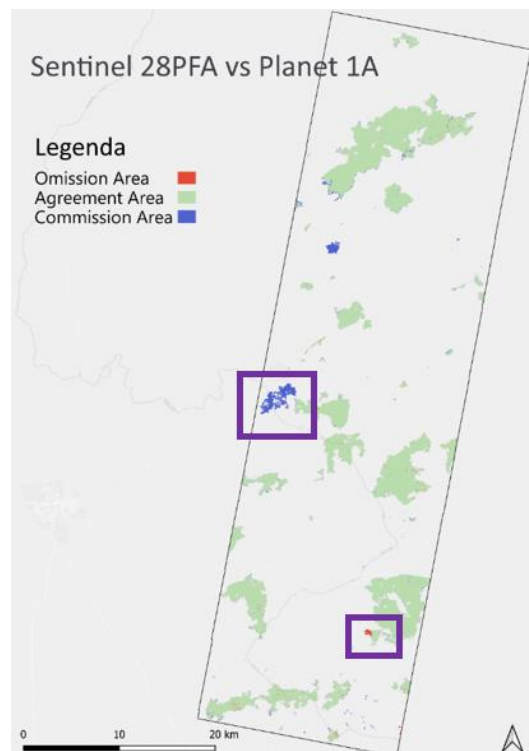 Sentinel 28PFA vs Planet 1A
Legenda
Omission Area
Agreement Area
Commission Area
0 10 20 km